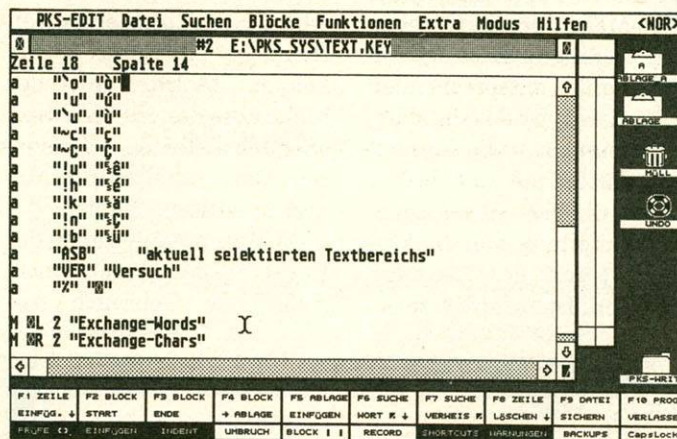 PKS-EDIT Datei Suchen Blöcke Funktionen Extra Modus Hilfen <NOR>
#2 E:\PKS_SYS\TEXT.KEY
Zeile 18 Spalte 14
a "`o" "ò"
a "'u" "ú"
a "`u" "ù"
a "~c" "ç"
a "~C" "Ç"
a "!u"
a "!h"
a "!k"
a "!n"
a "!b"
a "ASB" "aktuell selektierten Textbereichs"
a "VER" "Versuch"
a "%"
M L 2 "Exchange-Words"
M R 2 "Exchange-Chars"
A
ABLAGE_A
ABLAGE
MÜLL
UNDO
PKS-WRIT
F1 ZEILE F2 BLOCK F3 BLOCK F4 BLOCK F5 ABLAGE F6 SUCHE F7 SUCHE F8 ZEILE F9 DATEI F10 PROG
EINFÜG. ↓ START ENDE → ABLAGE EINFÜGEN WORT ↓ VERWEIS LÖSCHEN ↓ SICHERN VERLASSE
PRÜFE () EINFÜGEN INDENT UMBRUCH BLOCK RECORD SHORTCUTS WARNUNGEN BACKUPS CapsLock